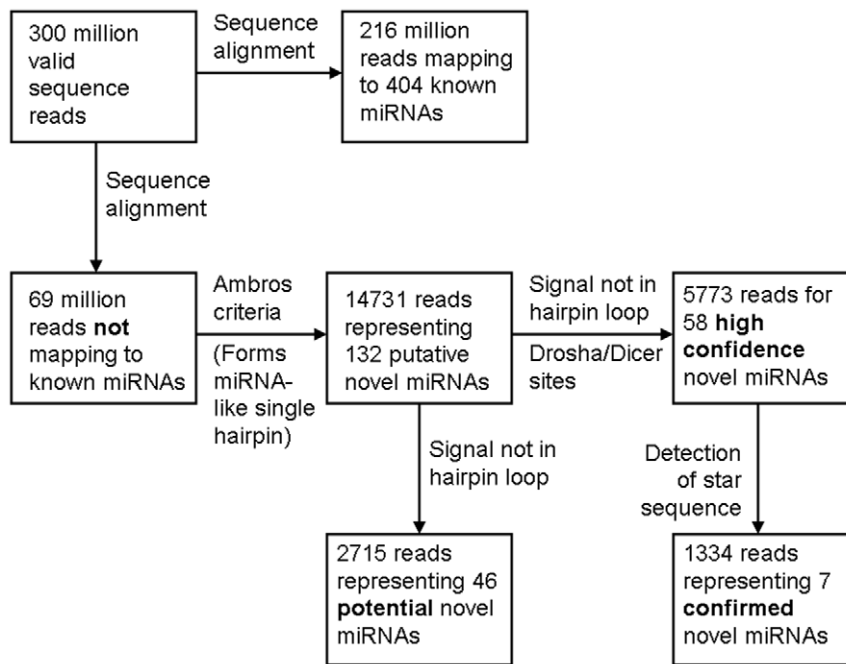 300 million
valid
sequence
reads
Sequence
alignment
216 million
reads mapping
to 404 known
miRNAs
Sequence
alignment
69 million
reads not
mapping to
known miRNAs
Ambros
criteria
(Forms
miRNA-
like single
hairpin)
14731 reads
representing
132 putative
novel miRNAs
Signal not in
hairpin loop
Drosha/Dicer
sites
5773 reads for
58 high
confidence
novel miRNAs
Signal not in
hairpin loop
Detection
of star
sequence
2715 reads
representing 46
potential novel
miRNAs
1334 reads
representing 7
confirmed
novel miRNAs